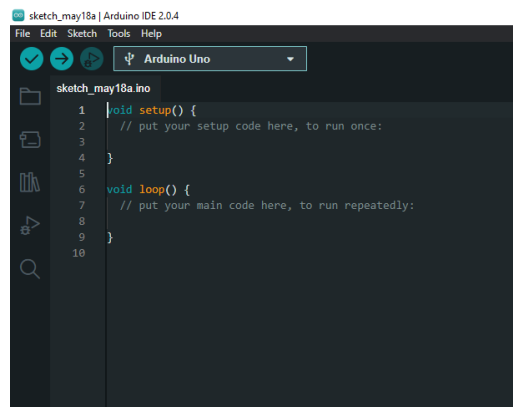 sketch_may18a | Arduino IDE 2.0.4
File Edit Sketch Tools Help
Arduino Uno
sketch_may18a.ino
1 void setup() {
2 // put your setup code here, to run once:
3
4 }
5
6 void loop() {
7 // put your main code here, to run repeatedly:
8
9 }
10